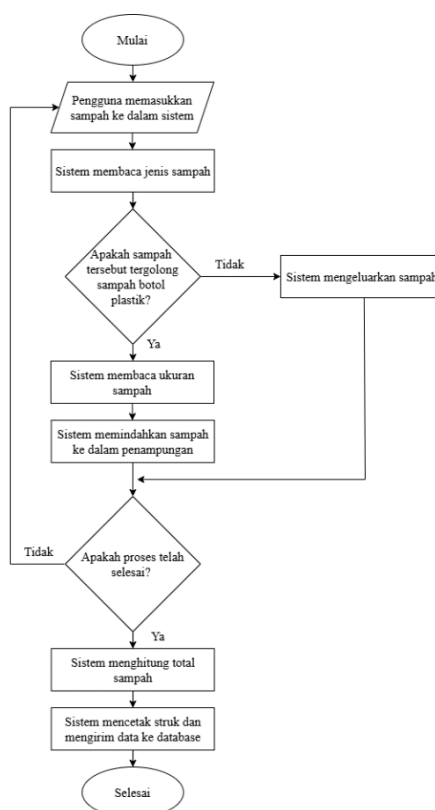 Mulai
Pengguna memasukkan
sampah ke dalam sistem
Sistem membaca jenis sampah
Apakah sampah
tersebut tergolong
sampah botol
plastik?
Tidak
Sistem mengeluarkan sampah
Ya
Sistem membaca ukuran
sampah
Sistem memindahkan sampah
ke dalam penampungan
Tidak
Apakah proses telah
selesai?
Ya
Sistem menghitung total
sampah
Sistem mencetak struk dan
mengirim data ke database
Selesai